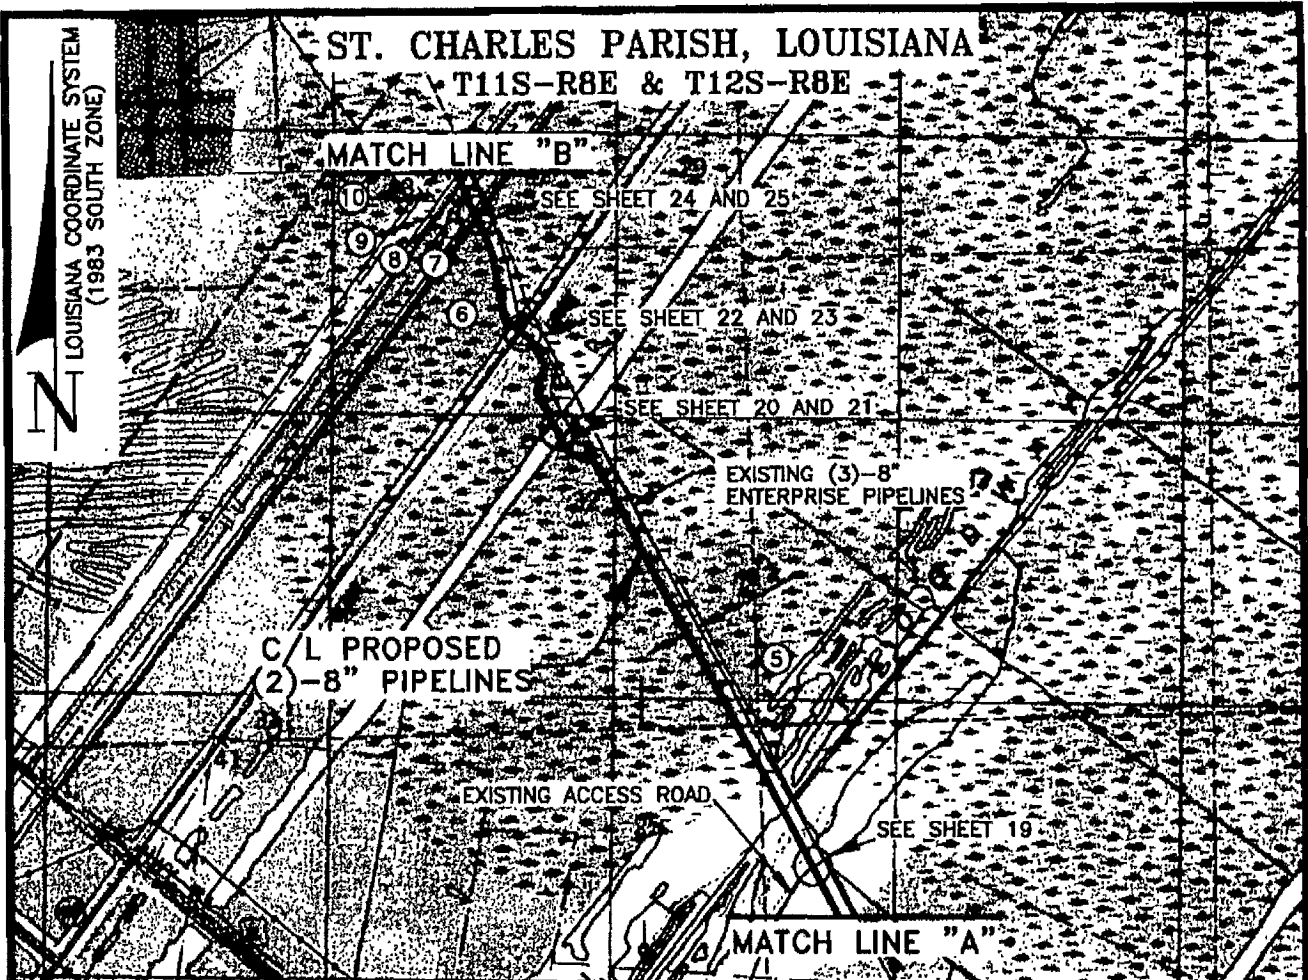 ST. CHARLES PARISH, LOUISIANA
T11S-R8E & T12S-R8E
LOUISIANA COORDINATE SYSTEM
(1983 SOUTH ZONE)
N
MATCH LINE "B"
10
SEE SHEET 24 AND 25
9
8
7
6
SEE SHEET 22 AND 23
SEE SHEET 20 AND 21
EXISTING (3)-8"
ENTERPRISE PIPELINES
C L PROPOSED
(2)-8" PIPELINES
5
41
EXISTING ACCESS ROAD
SEE SHEET 19
MATCH LINE "A"